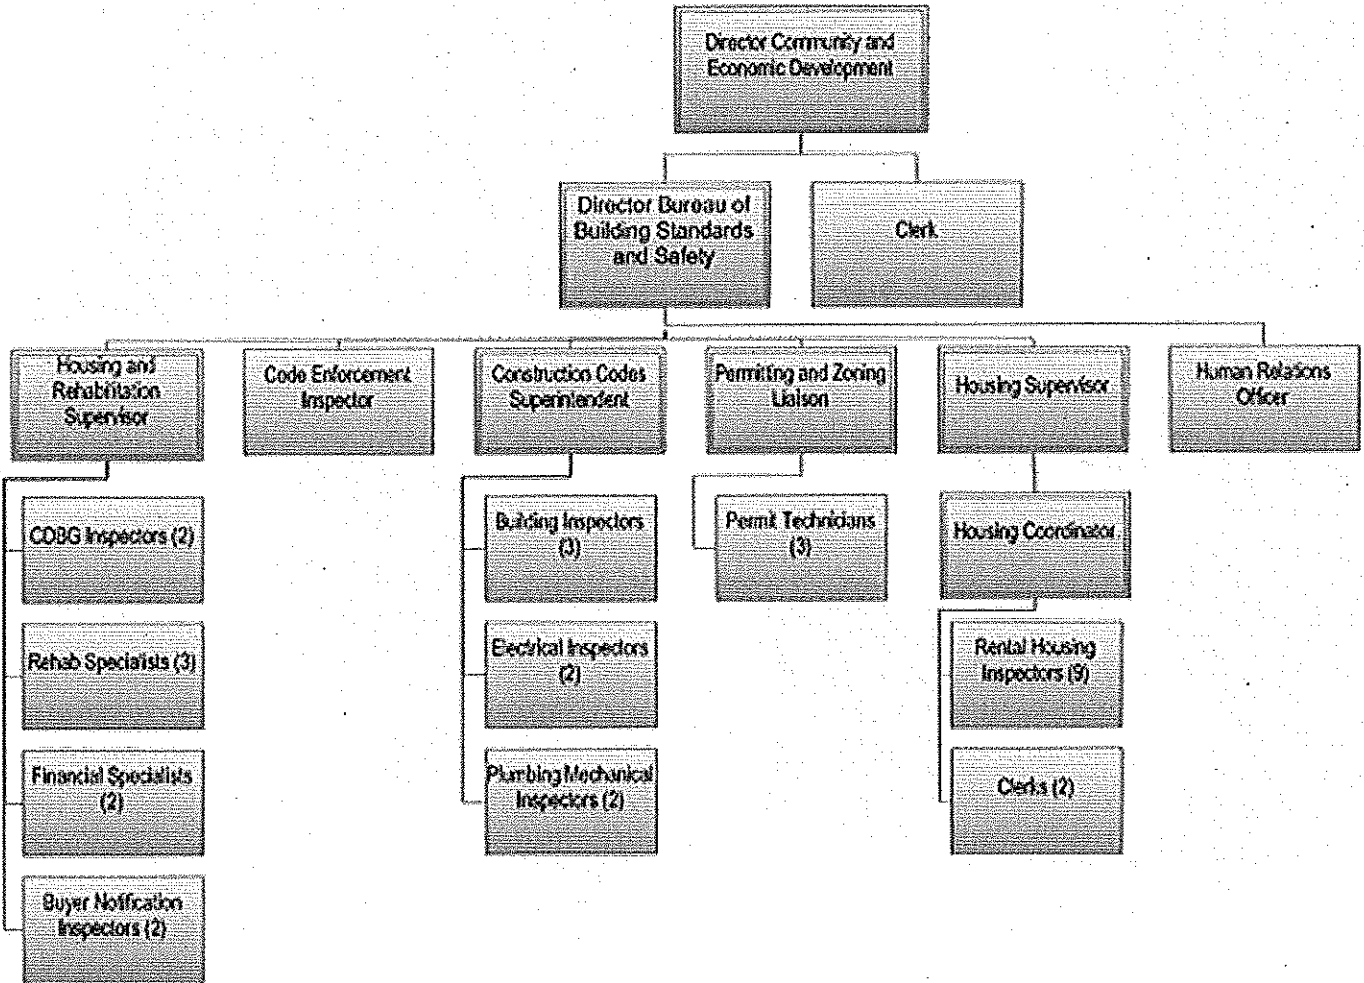 Director Community and
Economic Development
Director Bureau of
Building Standards
and Safety
Clerk
Housing and
Rehabilitation
Supervisor
Code Enforcement
Inspector
Construction Codes
Superintendent
Permitting and Zoning
Liaison
Housing Supervisor
Human Relations
Officer
CDBG Inspectors (2)
Rehab Specialists (3)
Financial Specialists
(2)
Buyer Notification
Inspectors (2)
Building Inspectors
(3)
Electrical Inspectors
(2)
Plumbing Mechanical
Inspectors (2)
Permit Technicians
(3)
Housing Coordinator
Rental Housing
Inspectors (9)
Clerks (2)